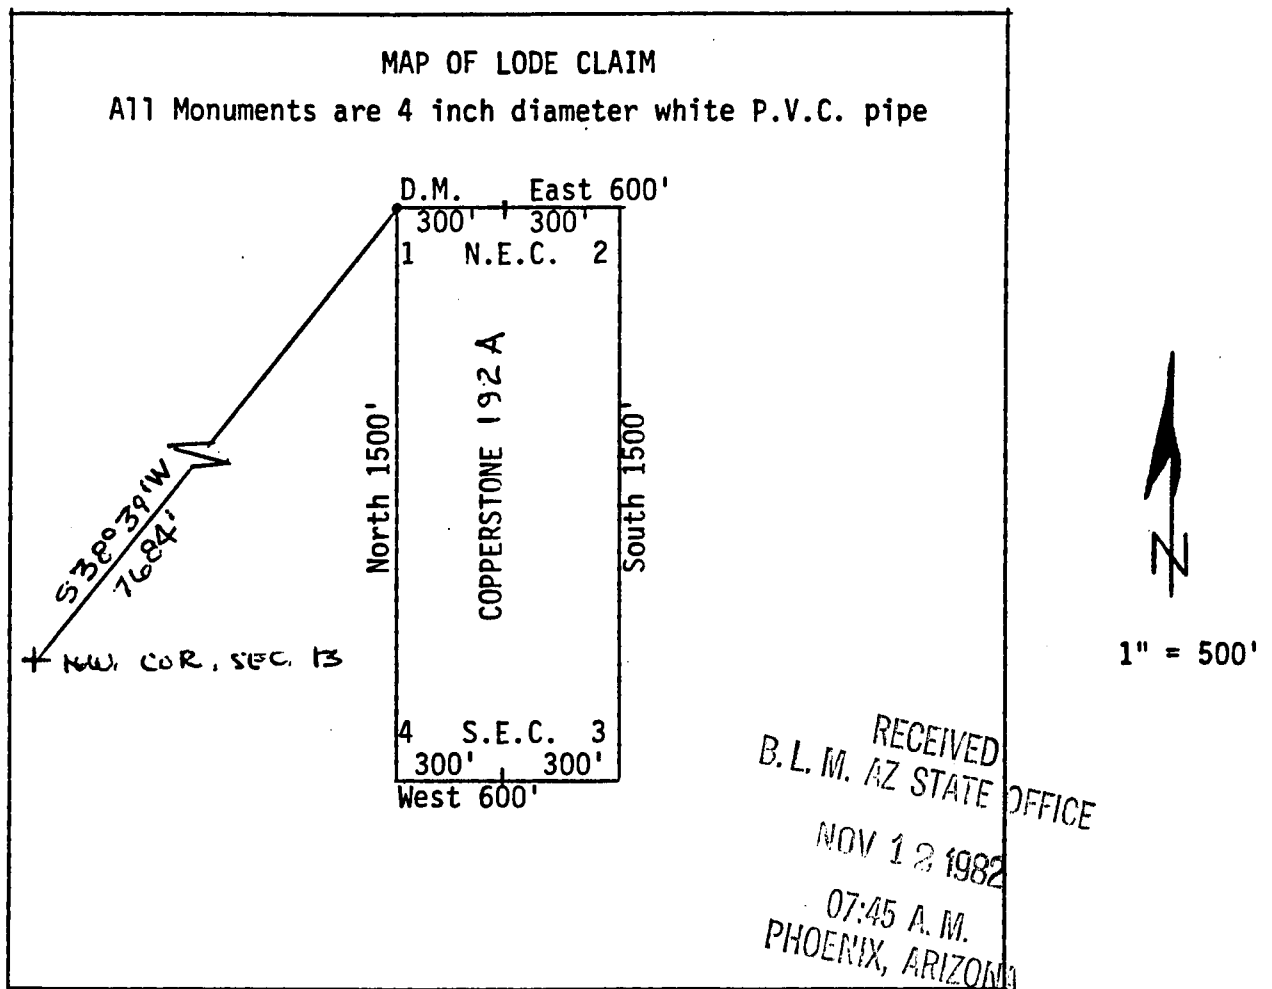 MAP OF LODE CLAIM
All Monuments are 4 inch diameter white P.V.C. pipe
D.M. East 600'
300' 300'
1 N.E.C. 2
COPPERSTONE 192 A
North 1500'
South 1500'
S 38° 39' W
7684'
N.W. COR. SEC. 13
4 S.E.C. 3
300' 300'
West 600'
N
1" = 500'
RECEIVED
B.L.M. AZ STATE OFFICE
NOV 12 1982
07:45 A.M.
PHOENIX, ARIZONA